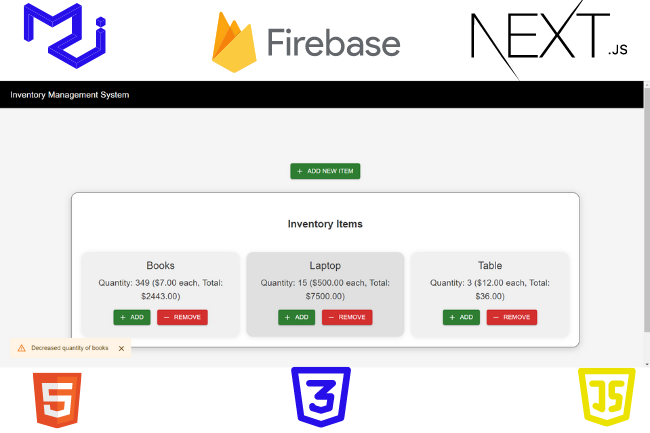 Firebase
NEXT.JS
Inventory Management System
+ ADD NEW ITEM
Inventory Items
Books
Quantity: 349 ($7.00 each, Total:
$2443.00)
+ ADD
— REMOVE
Laptop
Quantity: 15 ($500.00 each, Total:
$7500.00)
+ ADD
— REMOVE
Table
Quantity: 3 ($12.00 each, Total:
$36.00)
+ ADD
— REMOVE
Decreased quantity of books
5
3
JS